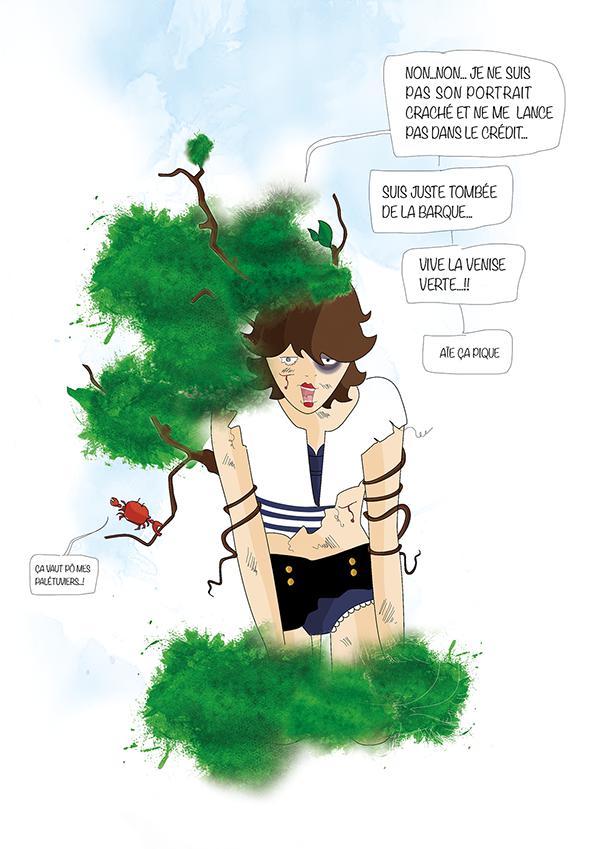 NON..NON... JE NE SUIS
PAS SON PORTRAIT
CRACHÉ ET NE ME LANCE
PAS DANS LE CRÉDIT...
SUIS JUSTE TOMBÉE
DE LA BARQUE...
VIVE LA VENISE
VERTE...!!
AÏE ÇA PIQUE
ÇA VAUT PÔ MES
PALÉTUVIERS...!